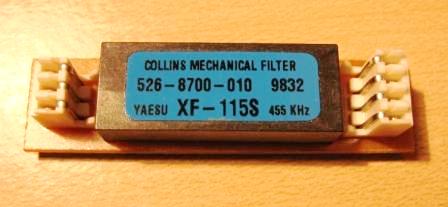 COLLINS MECHANICAL FILTER
526-8700-010 9832
YAESU XF-115S 455 KHz